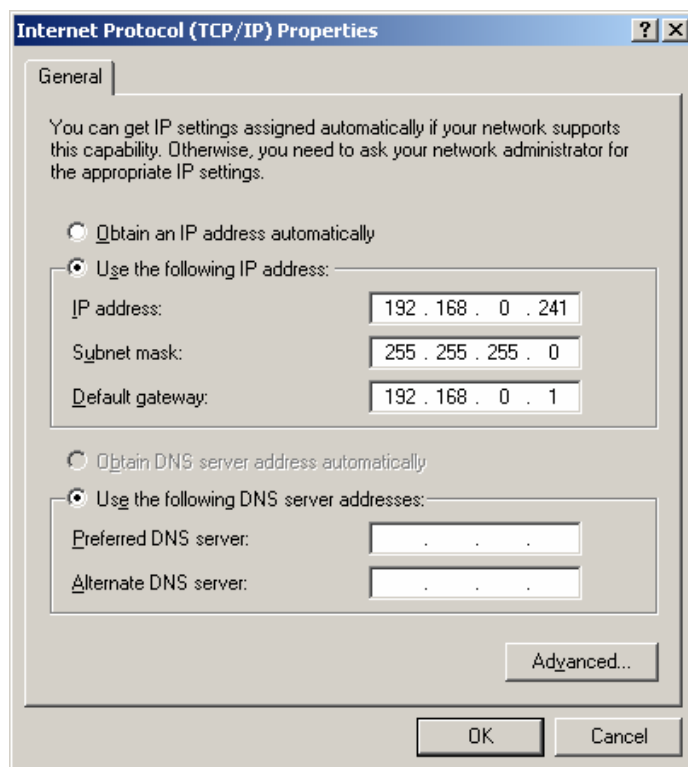 Internet Protocol (TCP/IP) Properties
General
You can get IP settings assigned automatically if your network supports
this capability. Otherwise, you need to ask your network administrator for
the appropriate IP settings.
Obtain an IP address automatically
Use the following IP address:
IP address: 192 . 168 . 0 . 241
Subnet mask: 255 . 255 . 255 . 0
Default gateway: 192 . 168 . 0 . 1
Obtain DNS server address automatically
Use the following DNS server addresses:
Preferred DNS server: . . .
Alternate DNS server: . . .
Advanced...
OK Cancel